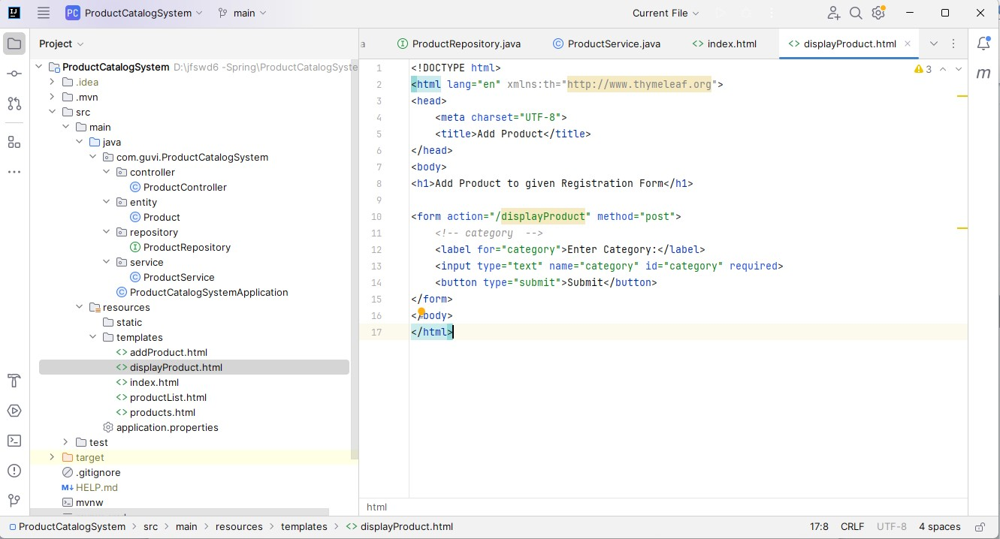 PC ProductCatalogSystem main Current File
Project
ProductCatalogSystem D:\jfswd6 -Spring\ProductCatalogSyste
.idea
.mvn
src
main
java
com.guvi.ProductCatalogSystem
controller
ProductController
entity
Product
repository
ProductRepository
service
ProductService
ProductCatalogSystemApplication
resources
static
templates
addProduct.html
displayProduct.html
index.html
productList.html
products.html
application.properties
test
target
.gitignore
HELP.md
mvnw
a ProductRepository.java ProductService.java index.html displayProduct.html
3
1 <!DOCTYPE html>
2 <html lang="en" xmlns:th="http://www.thymeleaf.org">
3 <head>
4 <meta charset="UTF-8">
5 <title>Add Product</title>
6 </head>
7 <body>
8 <h1>Add Product to given Registration Form</h1>
9
10 <form action="/displayProduct" method="post">
11 <!-- category  -->
12 <label for="category">Enter Category:</label>
13 <input type="text" name="category" id="category" required>
14 <button type="submit">Submit</button>
15 </form>
16 </body>
17 </html>
html
m
ProductCatalogSystem > src > main > resources > templates > displayProduct.html 17:8 CRLF UTF-8 4 spaces